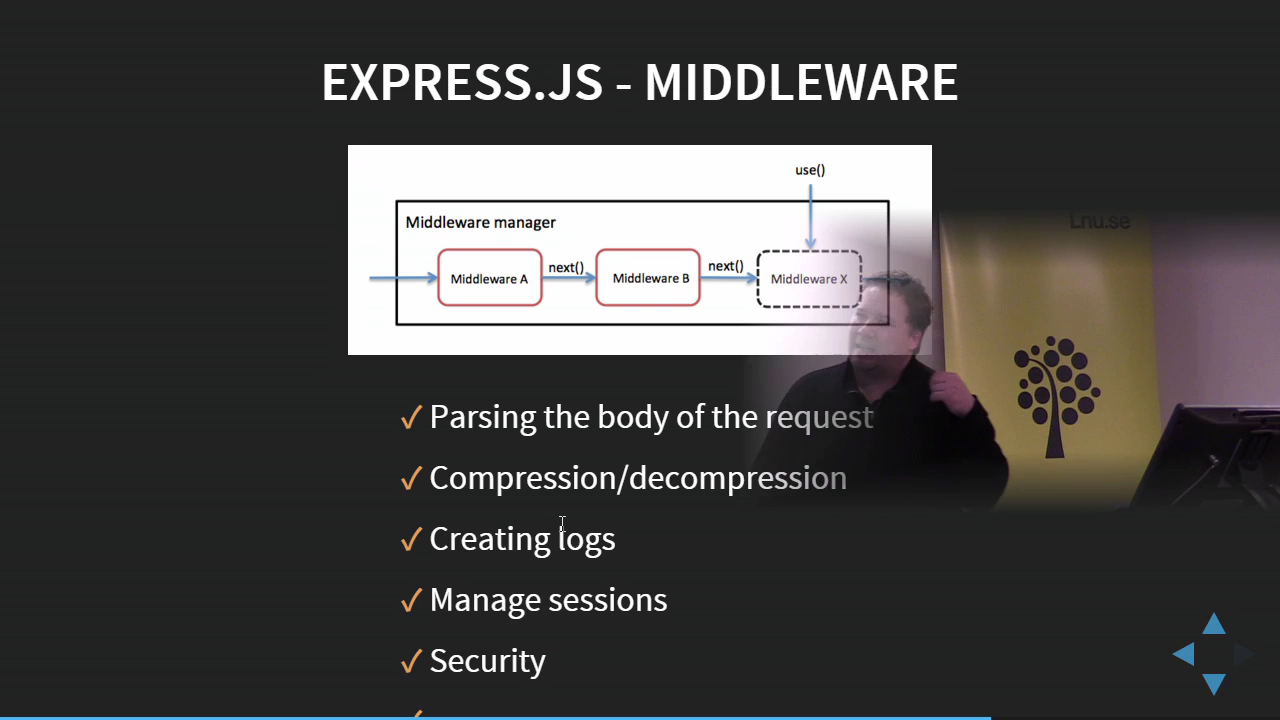 EXPRESS.JS - MIDDLEWARE
use()
Lnu.se
Middleware manager
next()
next()
Middleware A
Middleware B
Middleware X
✓ Parsing the body of the request
✓ Compression/decompression
✓ Creating logs
✓ Manage sessions
✓ Security